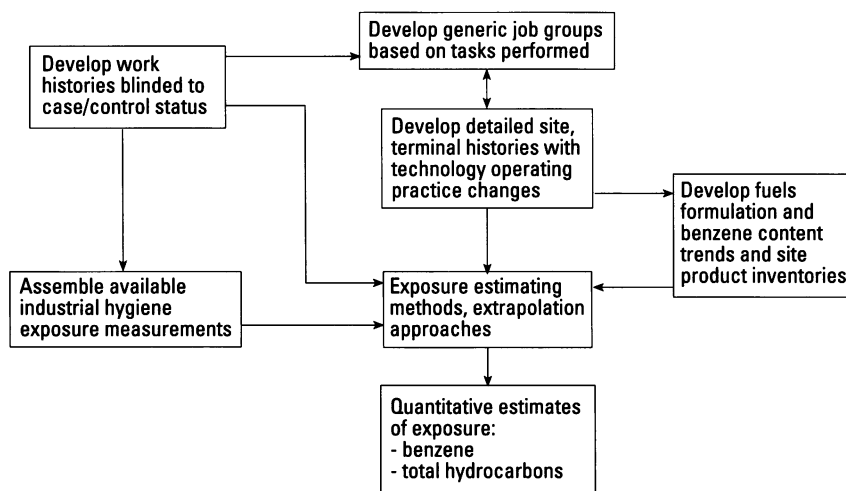 Develop generic job groups
based on tasks performed
Develop work
histories blinded to
case/control status
Develop detailed site,
terminal histories with
technology operating
practice changes
Develop fuels
formulation and
benzene content
trends and site
product inventories
Assemble available
industrial hygiene
exposure measurements
Exposure estimating
methods, extrapolation
approaches
Quantitative estimates
of exposure:
- benzene
- total hydrocarbons